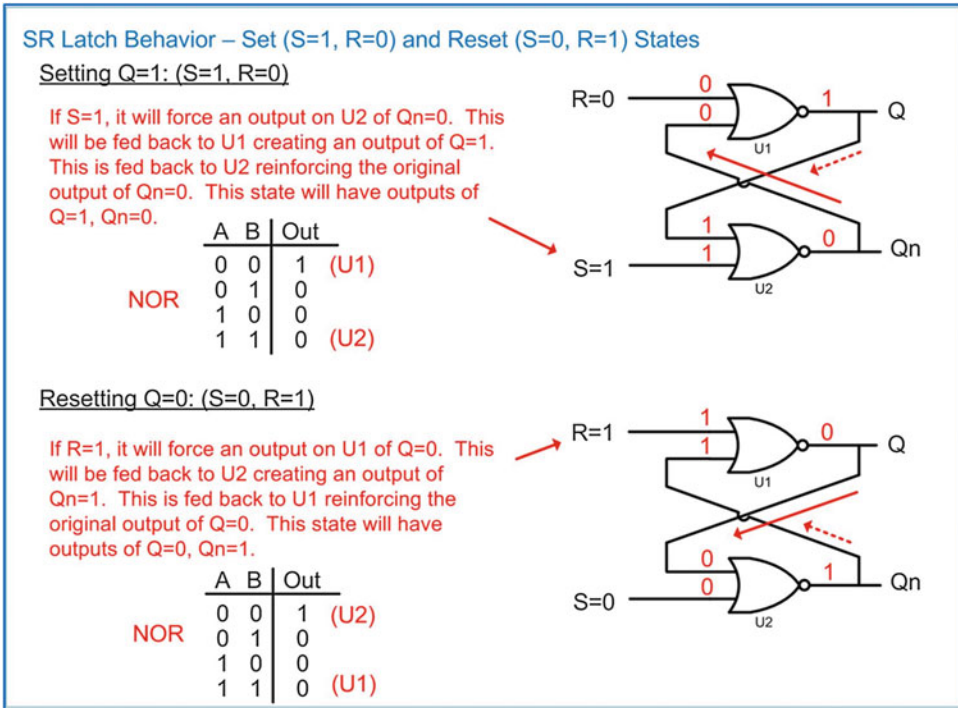 SR Latch Behavior – Set (S=1, R=0) and Reset (S=0, R=1) States
Setting Q=1: (S=1, R=0)
If S=1, it will force an output on U2 of Qn=0. This
will be fed back to U1 creating an output of Q=1.
This is fed back to U2 reinforcing the original
output of Qn=0. This state will have outputs of
Q=1, Qn=0.
A B Out
0 0 1 (U1)
NOR
0 1 0
1 0 0
1 1 0 (U2)
R=0
0
0
1
Q
U1
1
1
0
Qn
S=1
U2
Resetting Q=0: (S=0, R=1)
If R=1, it will force an output on U1 of Q=0. This
will be fed back to U2 creating an output of
Qn=1. This is fed back to U1 reinforcing the
original output of Q=0. This state will have
outputs of Q=0, Qn=1.
A B Out
0 0 1 (U2)
NOR
0 1 0
1 0 0
1 1 0 (U1)
R=1
1
1
0
Q
U1
0
0
1
Qn
S=0
U2